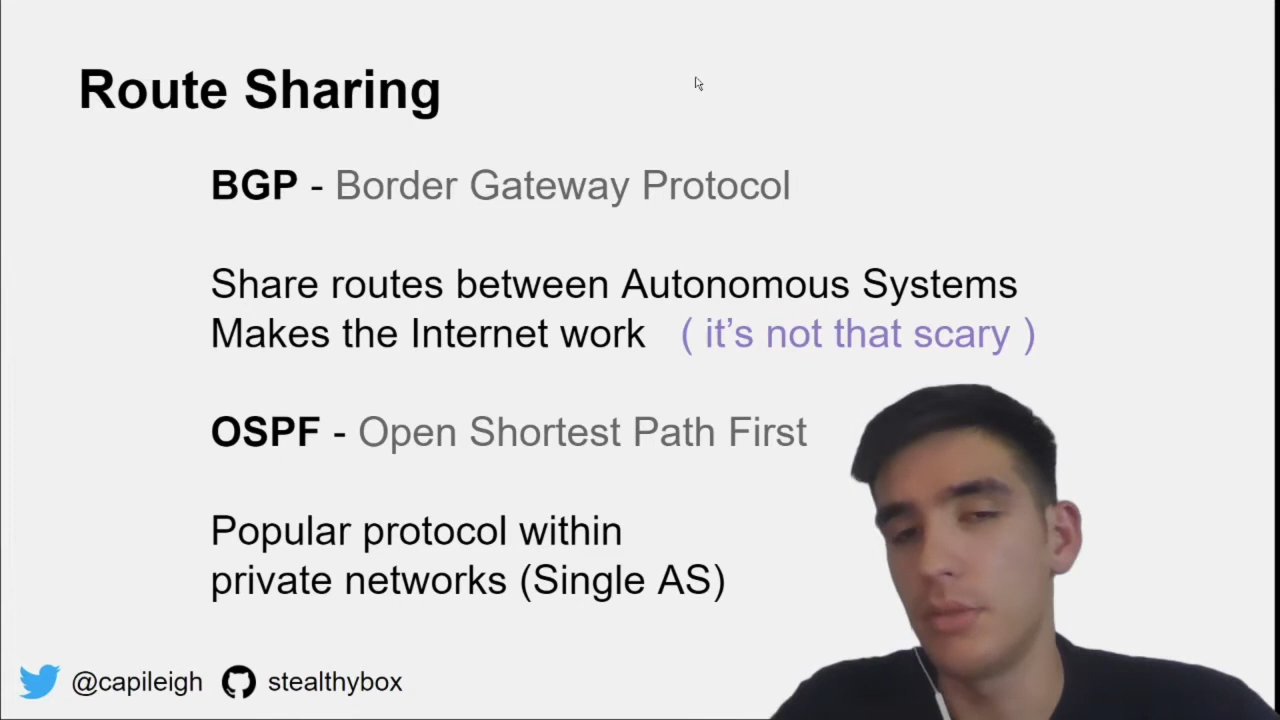 Route Sharing
BGP - Border Gateway Protocol
Share routes between Autonomous Systems
Makes the Internet work ( it’s not that scary )
OSPF - Open Shortest Path First
Popular protocol within
private networks (Single AS)
@capileigh stealthybox